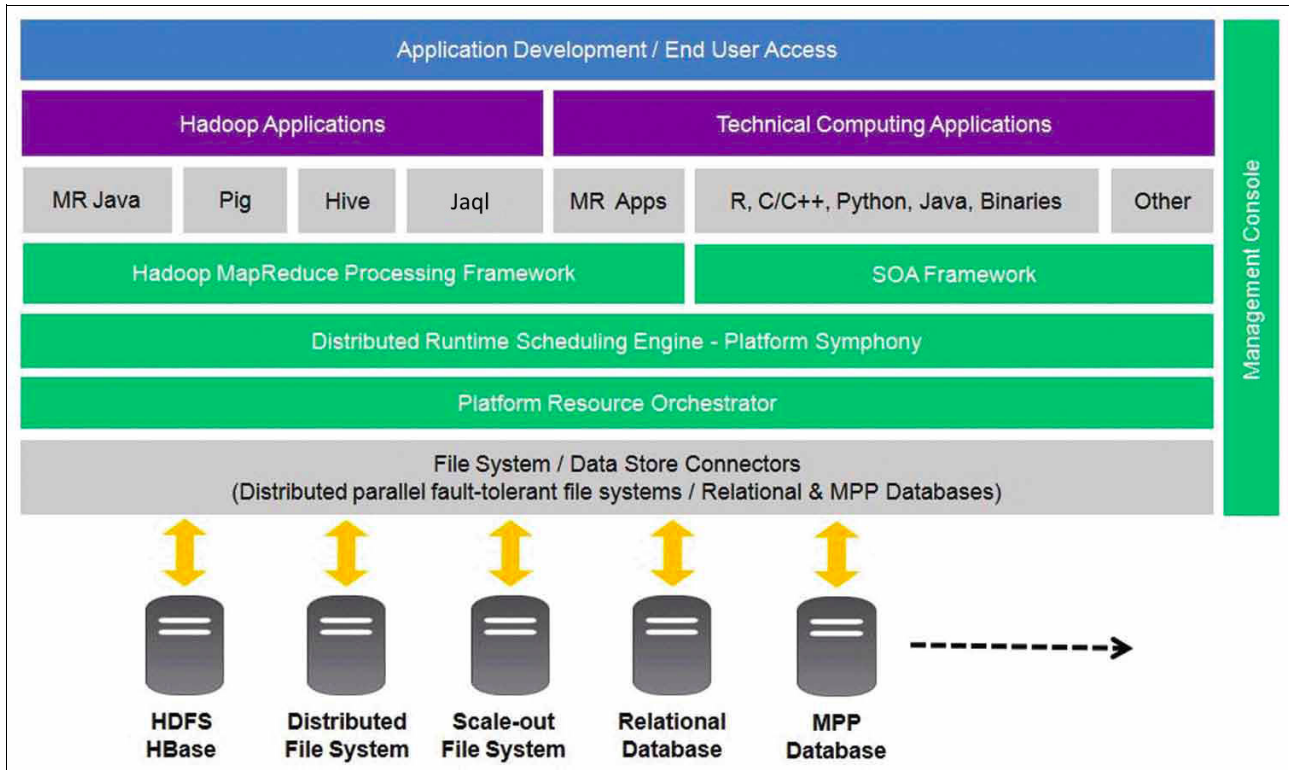 Application Development / End User Access
Hadoop Applications
Technical Computing Applications
MR Java
Pig
Hive
Jaql
MR Apps
R, C/C++, Python, Java, Binaries
Other
Hadoop MapReduce Processing Framework
SOA Framework
Distributed Runtime Scheduling Engine - Platform Symphony
Platform Resource Orchestrator
File System / Data Store Connectors
(Distributed parallel fault-tolerant file systems / Relational & MPP Databases)
Management Console
HDFS
HBase
Distributed
File System
Scale-out
File System
Relational
Database
MPP
Database